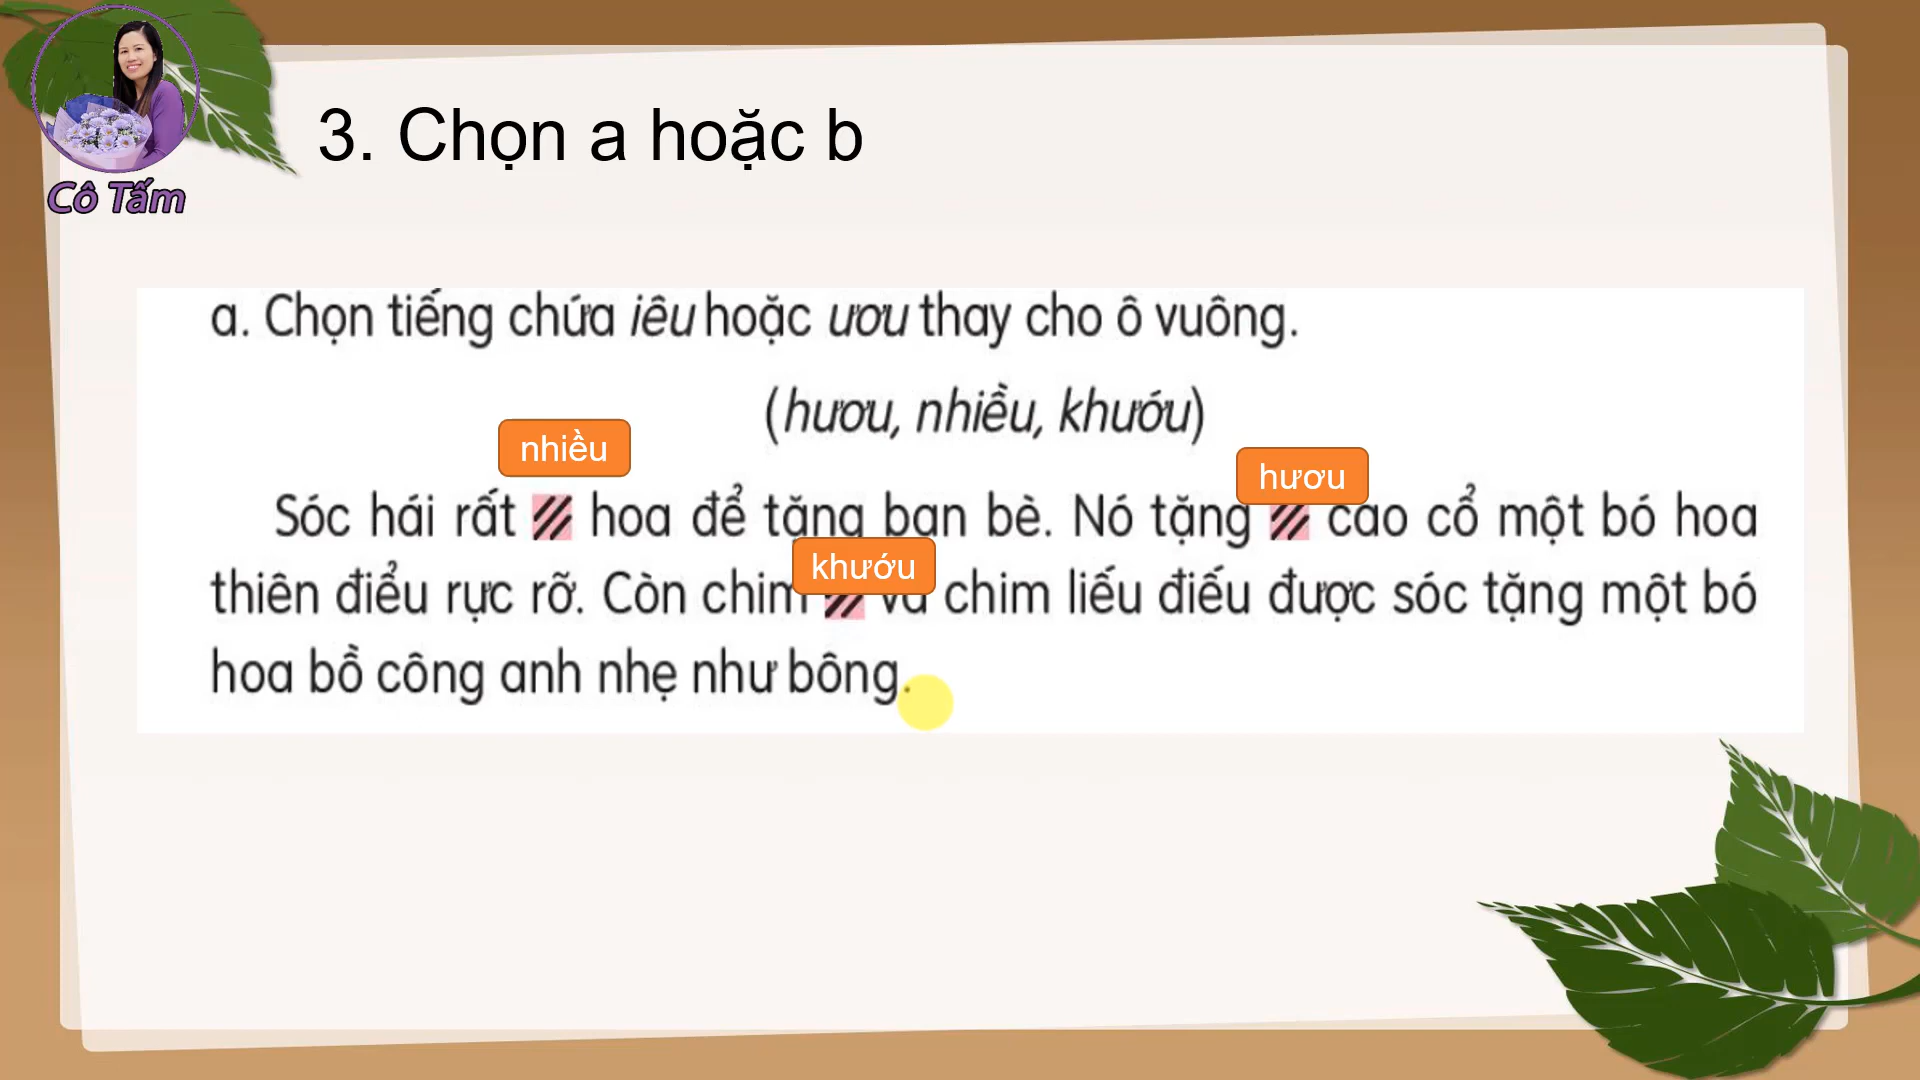 Cô Tấm
3. Chọn a hoặc b
a. Chọn tiếng chứa iêu hoặc ươu thay cho ô vuông.
(hươu, nhiều, khướu)
nhiều
hươu
Sóc hái rất hoa để tặng bạn bè. Nó tặng cao cổ một bó hoa
khướu
thiên điểu rực rỡ. Còn chim và chim liếu điếu được sóc tặng một bó
hoa bồ công anh nhẹ như bông.